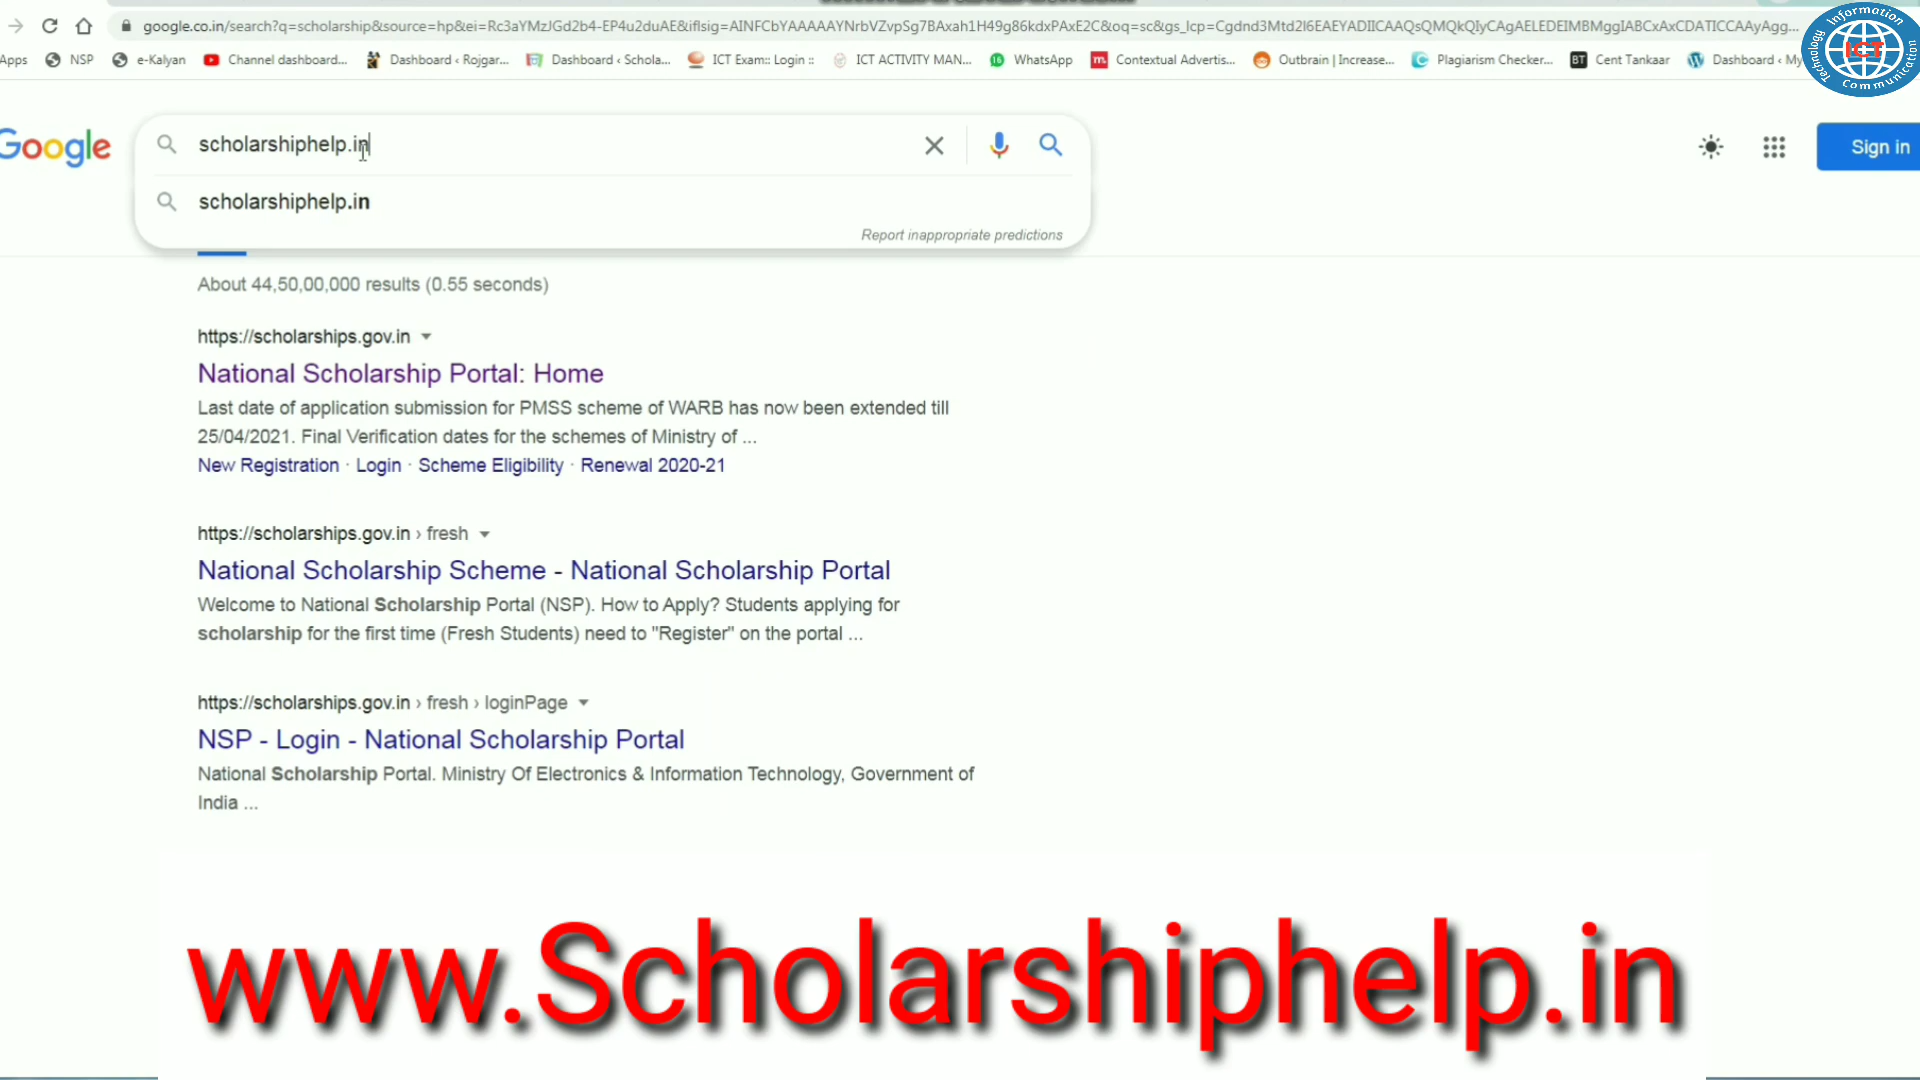 google.co.in/search?q=scholarship&source=hp&ei=Rc3aYMzJGd2b4-EP4u2duAE&iflsig=AINFCbYAAAAAYNrbVZvpSg7BAxah1H49g86kdxPAxE2C&oq=sc&gs_lcp=Cgdnd3Mtd2l6EAEYADIICAAQsQMQkQIyCAgAELEDEIMBMggIABCxAxCDATICCAAyAgg...
Apps NSP e-Kalyan Channel dashboard... Dashboard ‹ Rojgar... Dashboard ‹ Schola... ICT Exam:: Login :: ICT ACTIVITY MAN... WhatsApp Contextual Advertis... Outbrain | Increase... Plagiarism Checker... BT Cent Tankaar Dashboard ‹ My
Information
ICT
Technology
Communication
Google
scholarshiphelp.in
Sign in
scholarshiphelp.in
Report inappropriate predictions
About 44,50,00,000 results (0.55 seconds)
https://scholarships.gov.in
National Scholarship Portal: Home
Last date of application submission for PMSS scheme of WARB has now been extended till
25/04/2021. Final Verification dates for the schemes of Ministry of ...
New Registration · Login · Scheme Eligibility · Renewal 2020-21
https://scholarships.gov.in › fresh
National Scholarship Scheme - National Scholarship Portal
Welcome to National Scholarship Portal (NSP). How to Apply? Students applying for
scholarship for the first time (Fresh Students) need to "Register" on the portal ...
https://scholarships.gov.in › fresh › loginPage
NSP - Login - National Scholarship Portal
National Scholarship Portal. Ministry Of Electronics & Information Technology, Government of
India ...
www.Scholarshiphelp.in